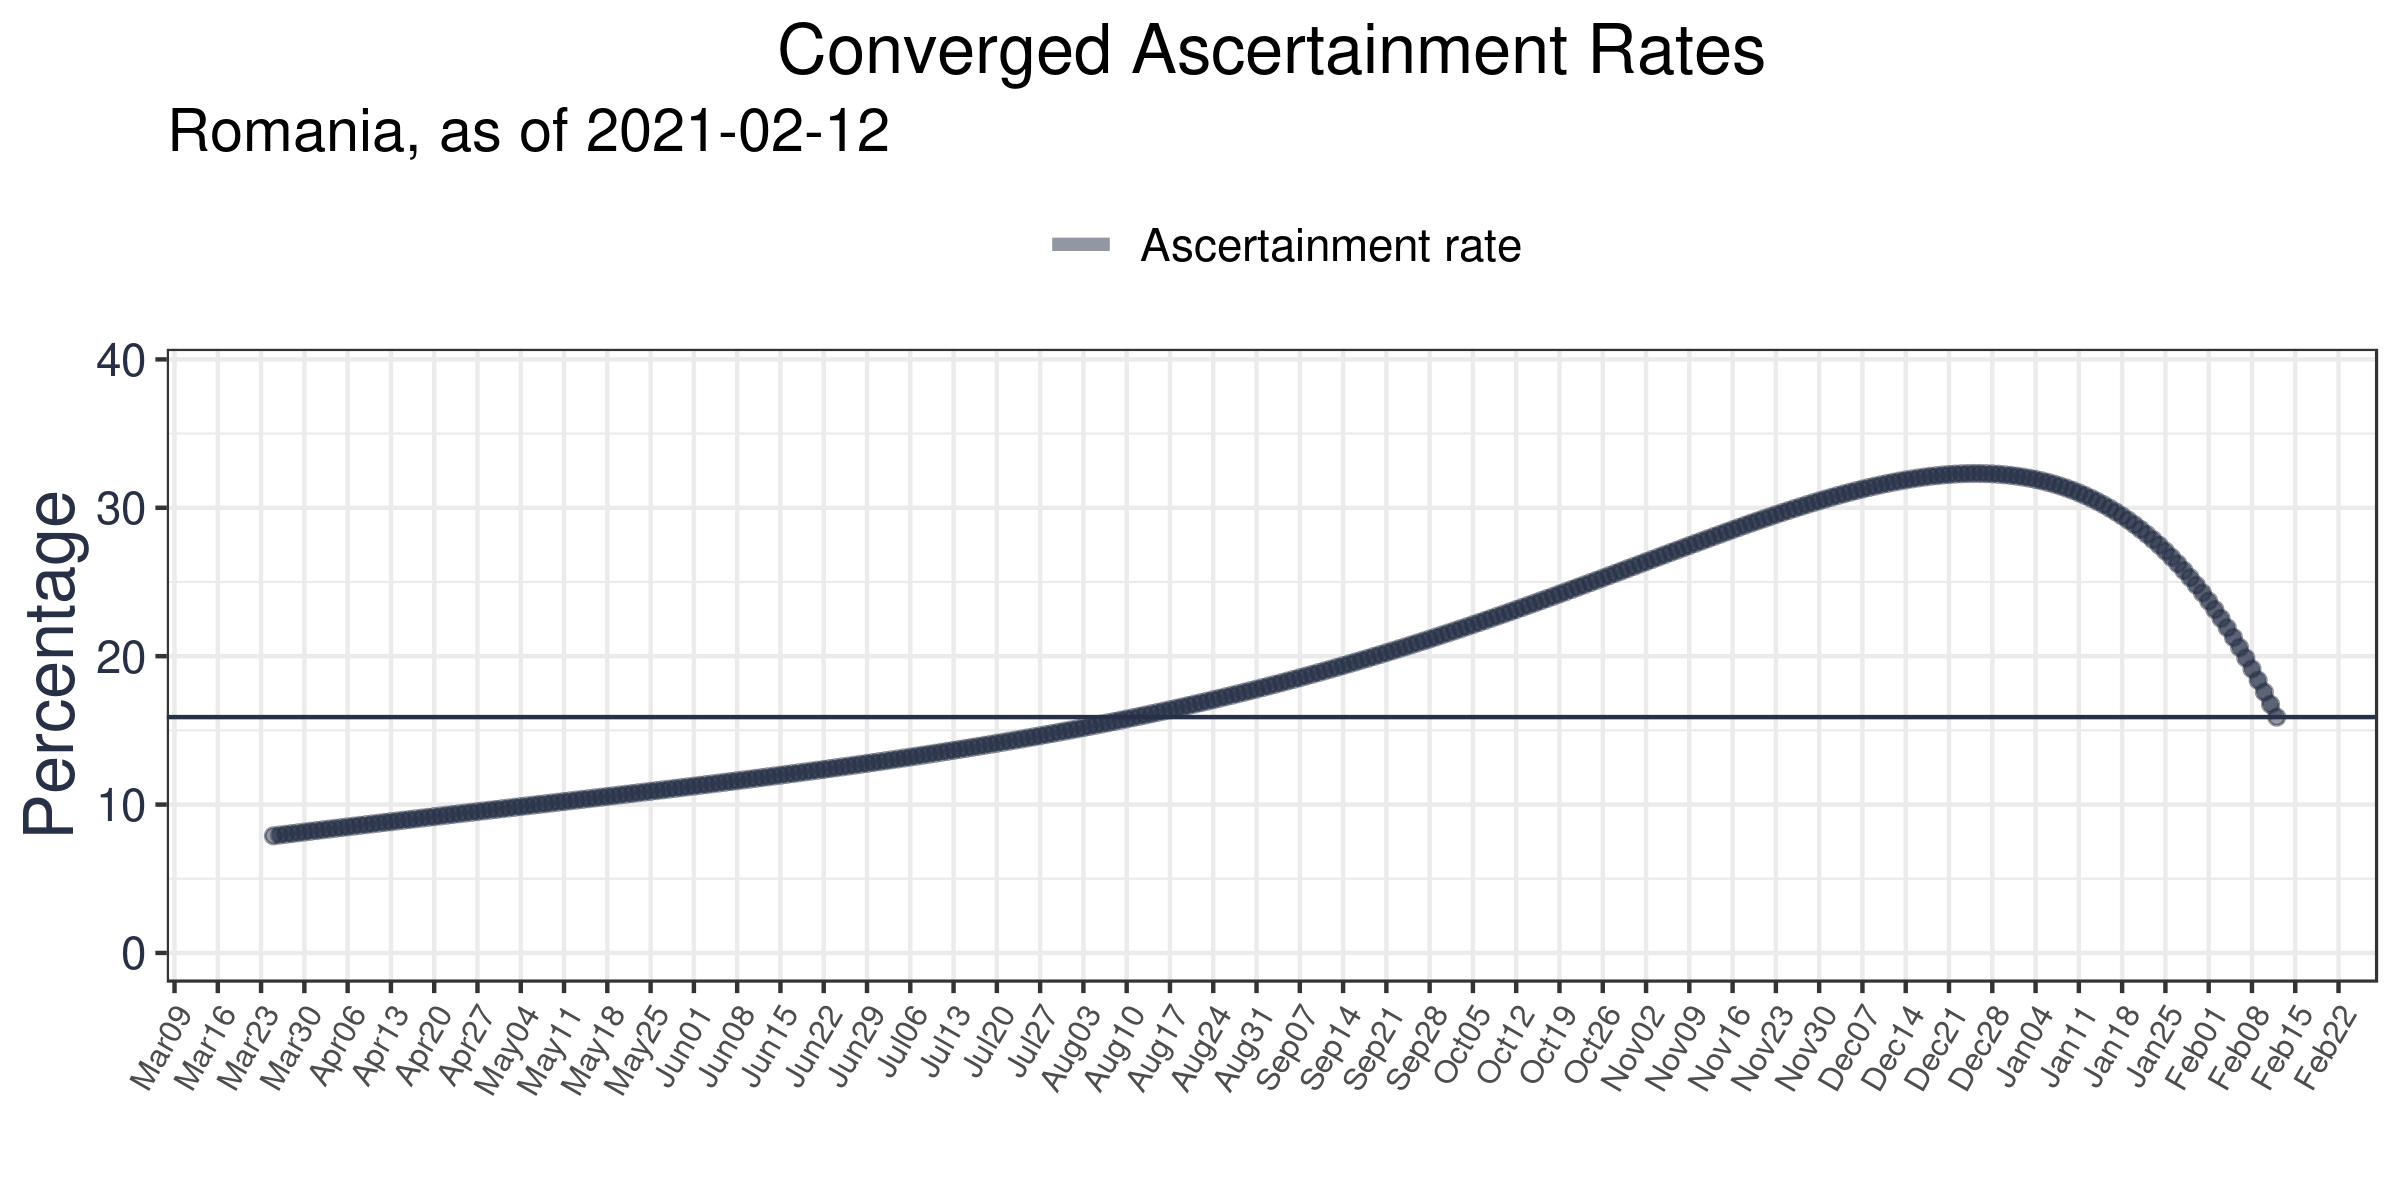 Converged Ascertainment Rates
Romania, as of 2021-02-12
Ascertainment rate
Percentage
40
30
20
10
0
Mar09
Mar16
Mar23
Mar30
Apr06
Apr13
Apr20
Apr27
May04
May11
May18
May25
Jun01
Jun08
Jun15
Jun22
Jun29
Jul06
Jul13
Jul20
Jul27
Aug03
Aug10
Aug17
Aug24
Aug31
Sep07
Sep14
Sep21
Sep28
Oct05
Oct12
Oct19
Oct26
Nov02
Nov09
Nov16
Nov23
Nov30
Dec07
Dec14
Dec21
Dec28
Jan04
Jan11
Jan18
Jan25
Feb01
Feb08
Feb15
Feb22